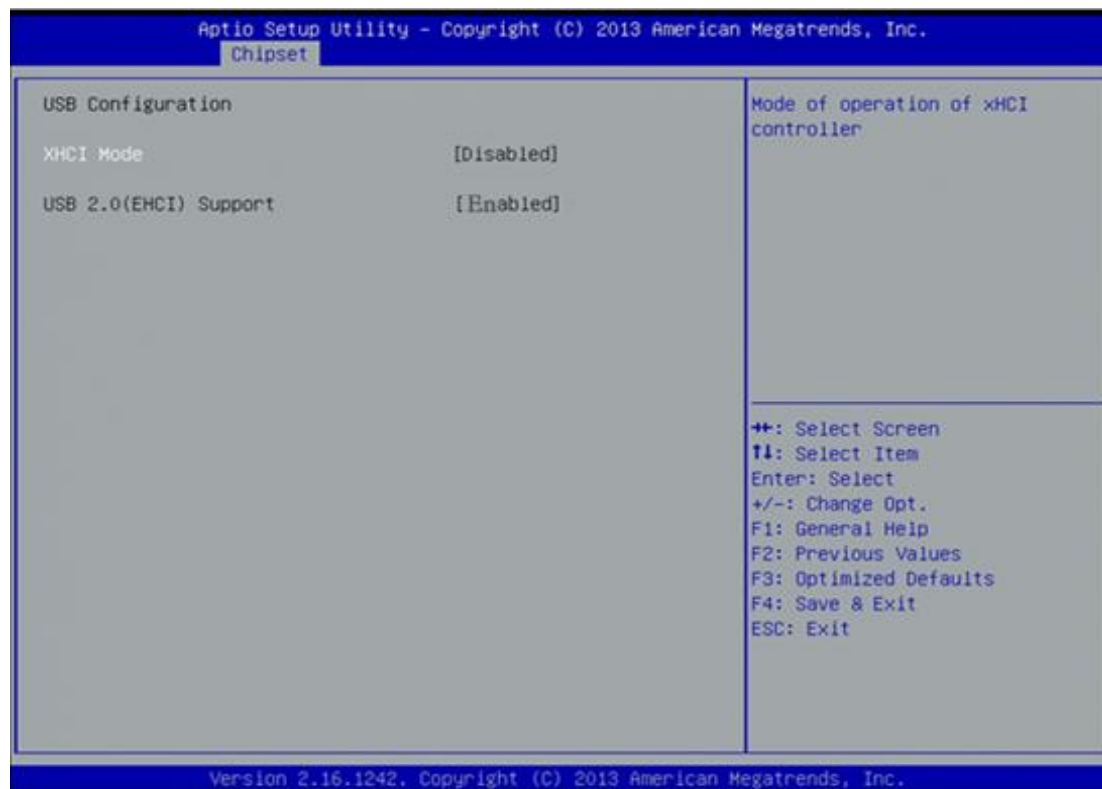 Aptio Setup Utility – Copyright (C) 2013 American Megatrends, Inc.
Chipset
USB Configuration
XHCI Mode [Disabled]
USB 2.0(EHCI) Support [Enabled]
Mode of operation of xHCI
controller
→←: Select Screen
↑↓: Select Item
Enter: Select
+/-: Change Opt.
F1: General Help
F2: Previous Values
F3: Optimized Defaults
F4: Save & Exit
ESC: Exit
Version 2.16.1242. Copyright (C) 2013 American Megatrends, Inc.